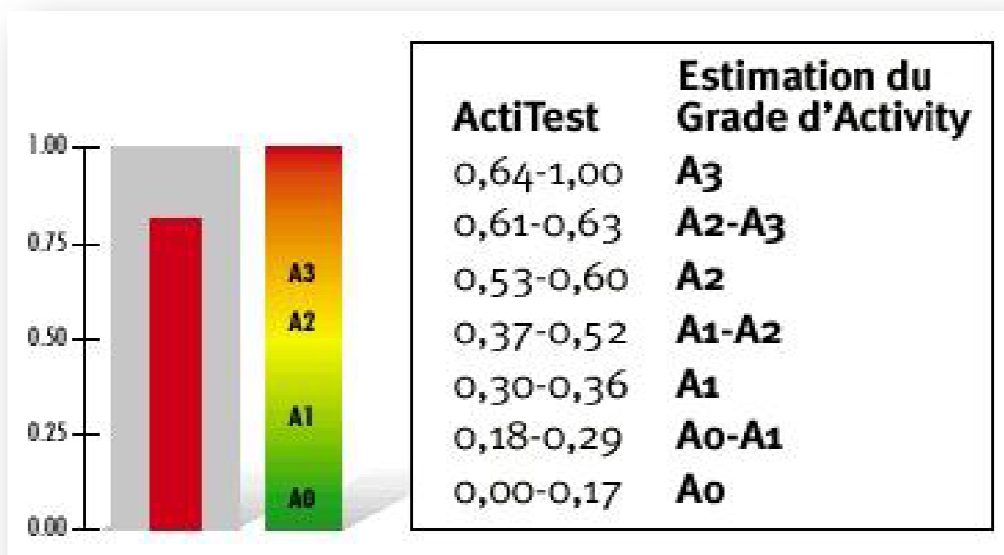 1.00
0.75
0.50
0.25
0.00
A3
A2
A1
A0
Estimation du
ActiTest Grade d'Activity
0,64-1,00 A3
0,61-0,63 A2-A3
0,53-0,60 A2
0,37-0,52 A1-A2
0,30-0,36 A1
0,18-0,29 A0-A1
0,00-0,17 A0